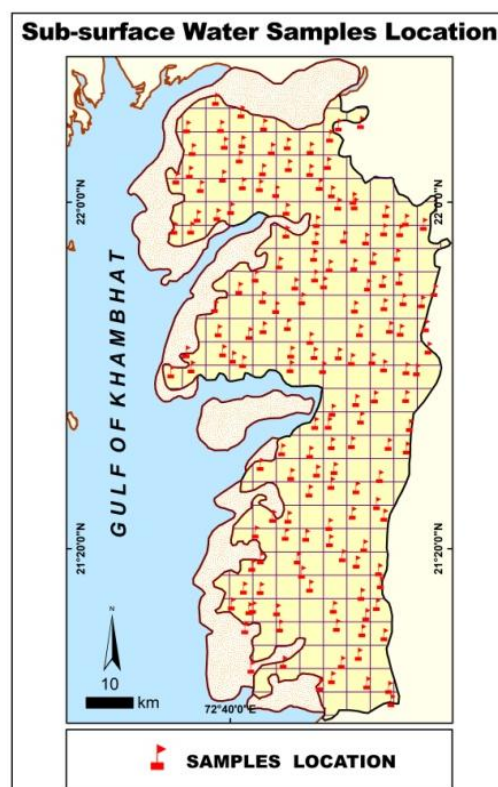 Sub-surface Water Samples Location
22°0'0"N
22°0'0"N
GULF OF KHAMBHAT
21°20'0"N
21°20'0"N
N
10
km
72°40'0"E
SAMPLES LOCATION